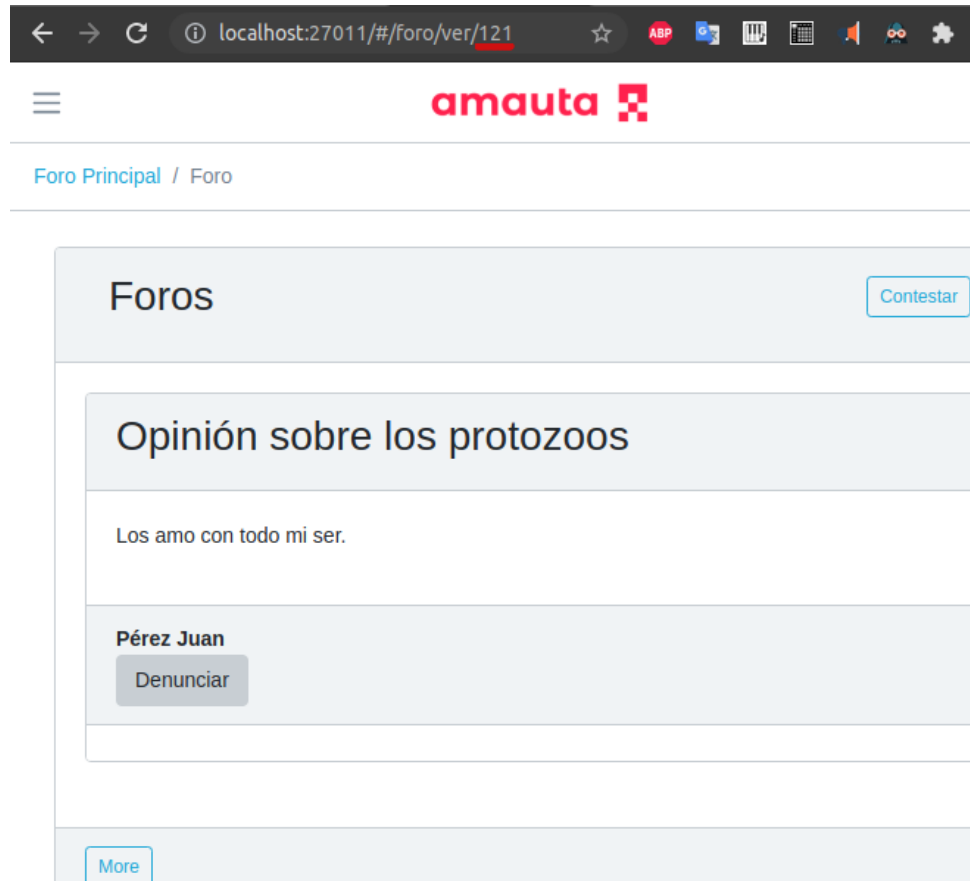 localhost:27011/#/foro/ver/121
ABP
amauta
Foro Principal / Foro
Foros
Contestar
Opinión sobre los protozoos
Los amo con todo mi ser.
Pérez Juan
Denunciar
More